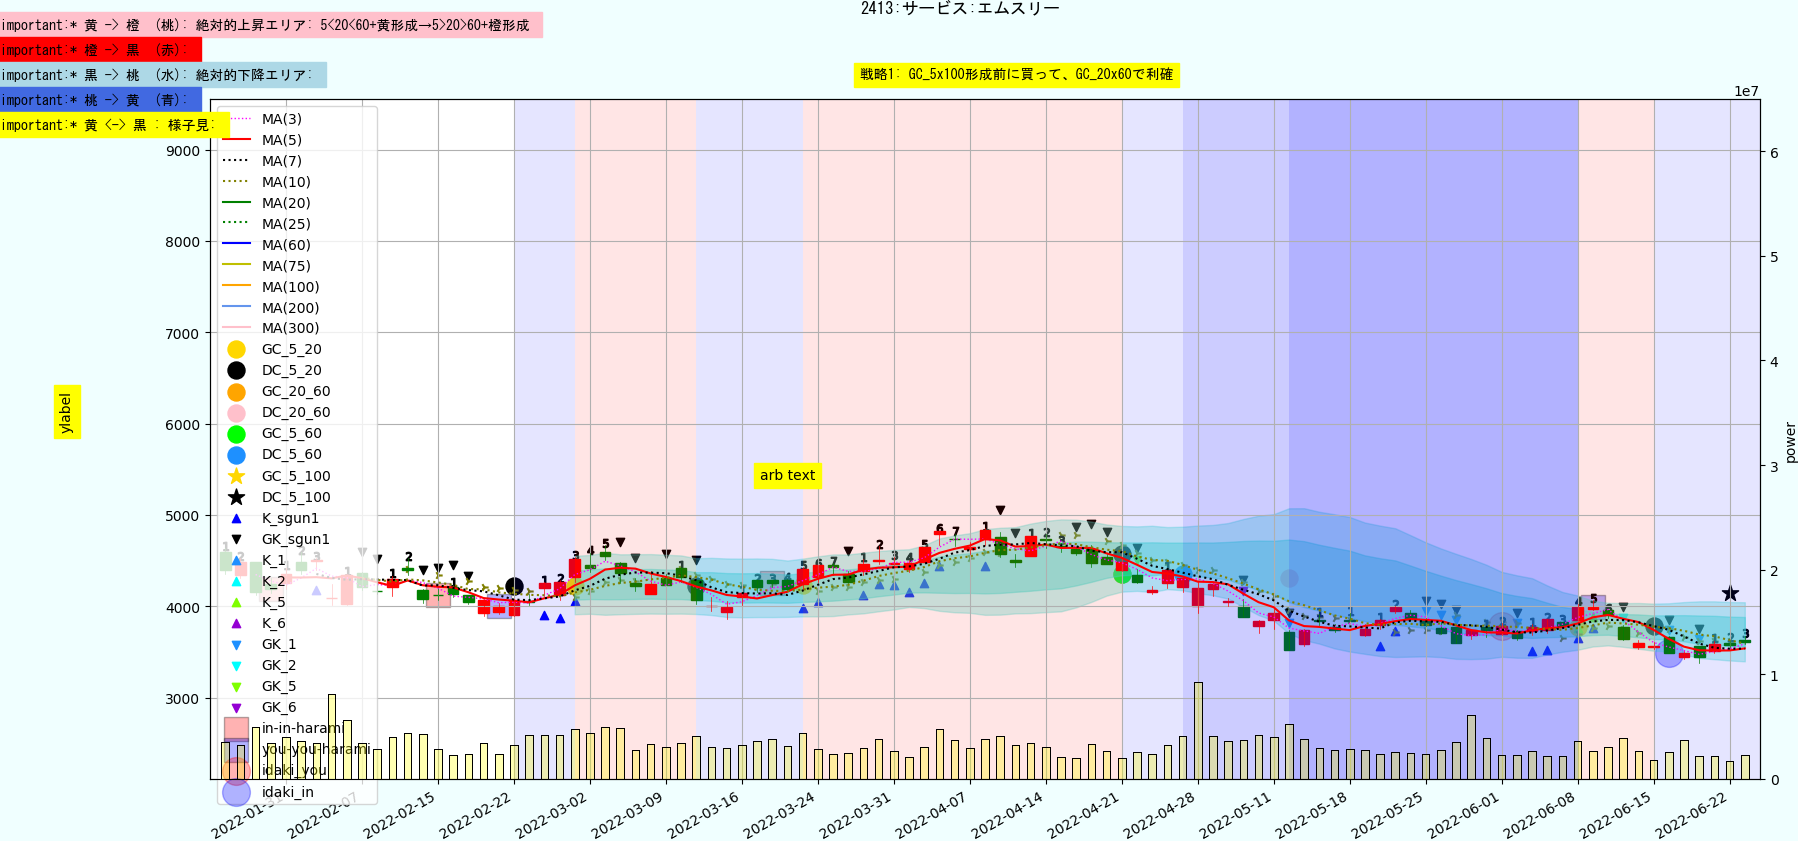 2413:サービス:エムスリー
important:* 黄 -> 橙 (桃): 絶対的上昇エリア: 5<20<60+黄形成→5>20>60+橙形成
important:* 橙 -> 黒 (赤):
important:* 黒 -> 桃 (水): 絶対的下降エリア:
important:* 桃 -> 黄 (青):
important:* 黄 <-> 黒 : 様子見:
戦略1: GC_5x100形成前に買って、GC_20x60で利確
1e7
MA(3)
MA(5)
MA(7)
MA(10)
MA(20)
MA(25)
MA(60)
MA(75)
MA(100)
MA(200)
MA(300)
GC_5_20
DC_5_20
GC_20_60
DC_20_60
GC_5_60
DC_5_60
GC_5_100
DC_5_100
K_sgun1
GK_sgun1
K_1
K_2
K_5
K_6
GK_1
GK_2
GK_5
GK_6
in-in-harami
you-you-harami
idaki_you
idaki_in
9000
8000
7000
6000
5000
4000
3000
ylabel
arb text
6
5
4
3
2
1
0
power
2022-01-31
2022-02-07
2022-02-15
2022-02-22
2022-03-02
2022-03-09
2022-03-16
2022-03-24
2022-03-31
2022-04-07
2022-04-14
2022-04-21
2022-04-28
2022-05-11
2022-05-18
2022-05-25
2022-06-01
2022-06-08
2022-06-15
2022-06-22